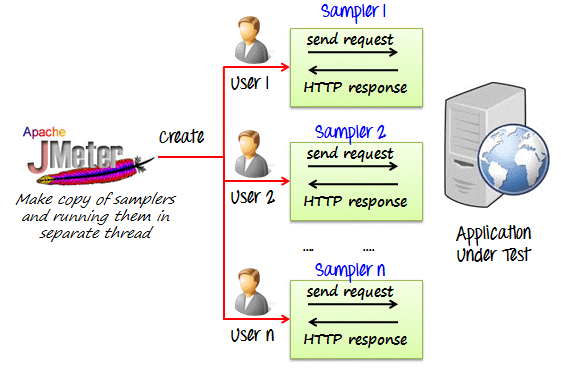 Sampler 1
send request
HTTP response
User 1
Apache
JMeter
create
Make copy of samplers
and running them in
separate thread
Sampler 2
send request
HTTP response
User 2
.... ....
Sampler n
send request
HTTP response
User n
Application
Under Test